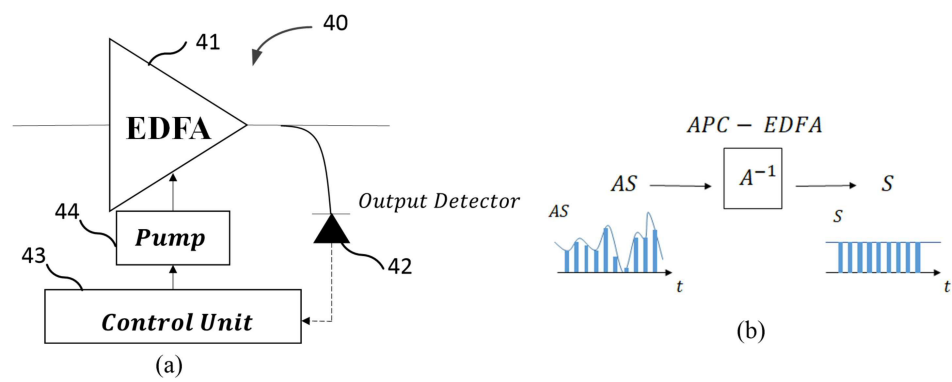 40
41
EDFA
44
Pump
Output Detector
42
43
Control Unit
(a)
APC − EDFA
AS
A⁻¹
S
AS
t
S
t
(b)